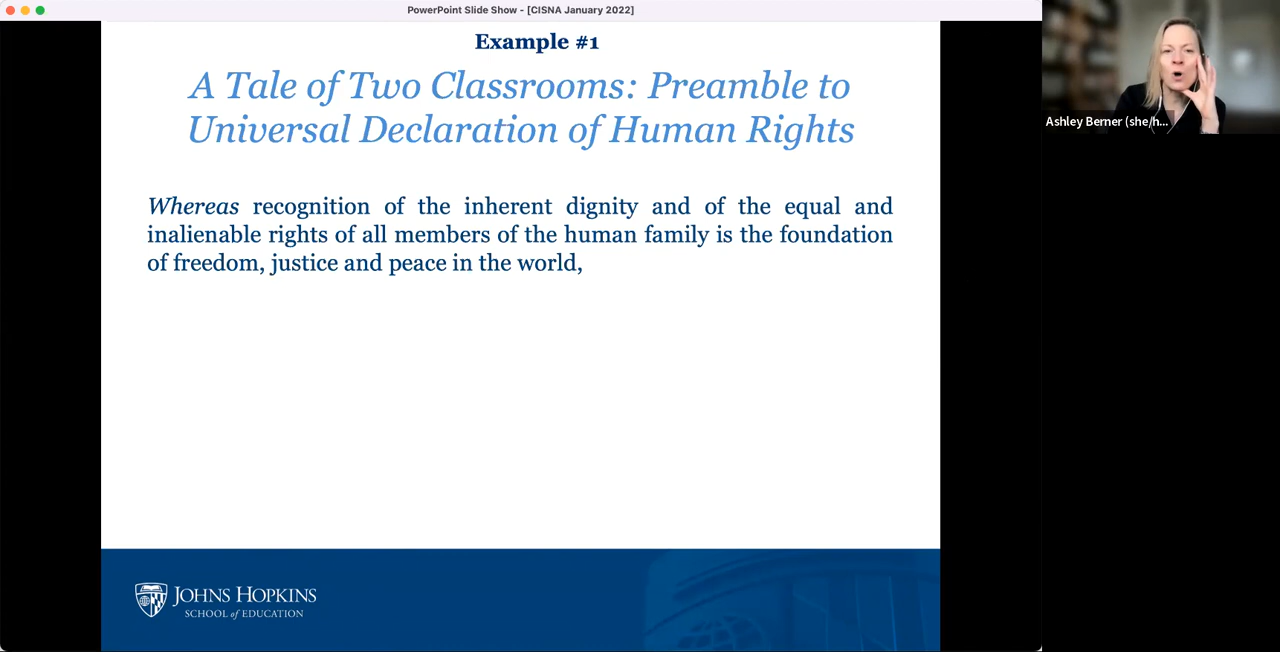 PowerPoint Slide Show - [CISNA January 2022]
Example #1
A Tale of Two Classrooms: Preamble to
Universal Declaration of Human Rights
Whereas recognition of the inherent dignity and of the equal and
inalienable rights of all members of the human family is the foundation
of freedom, justice and peace in the world,
JOHNS HOPKINS
SCHOOL of EDUCATION
Ashley Berner (she/h...